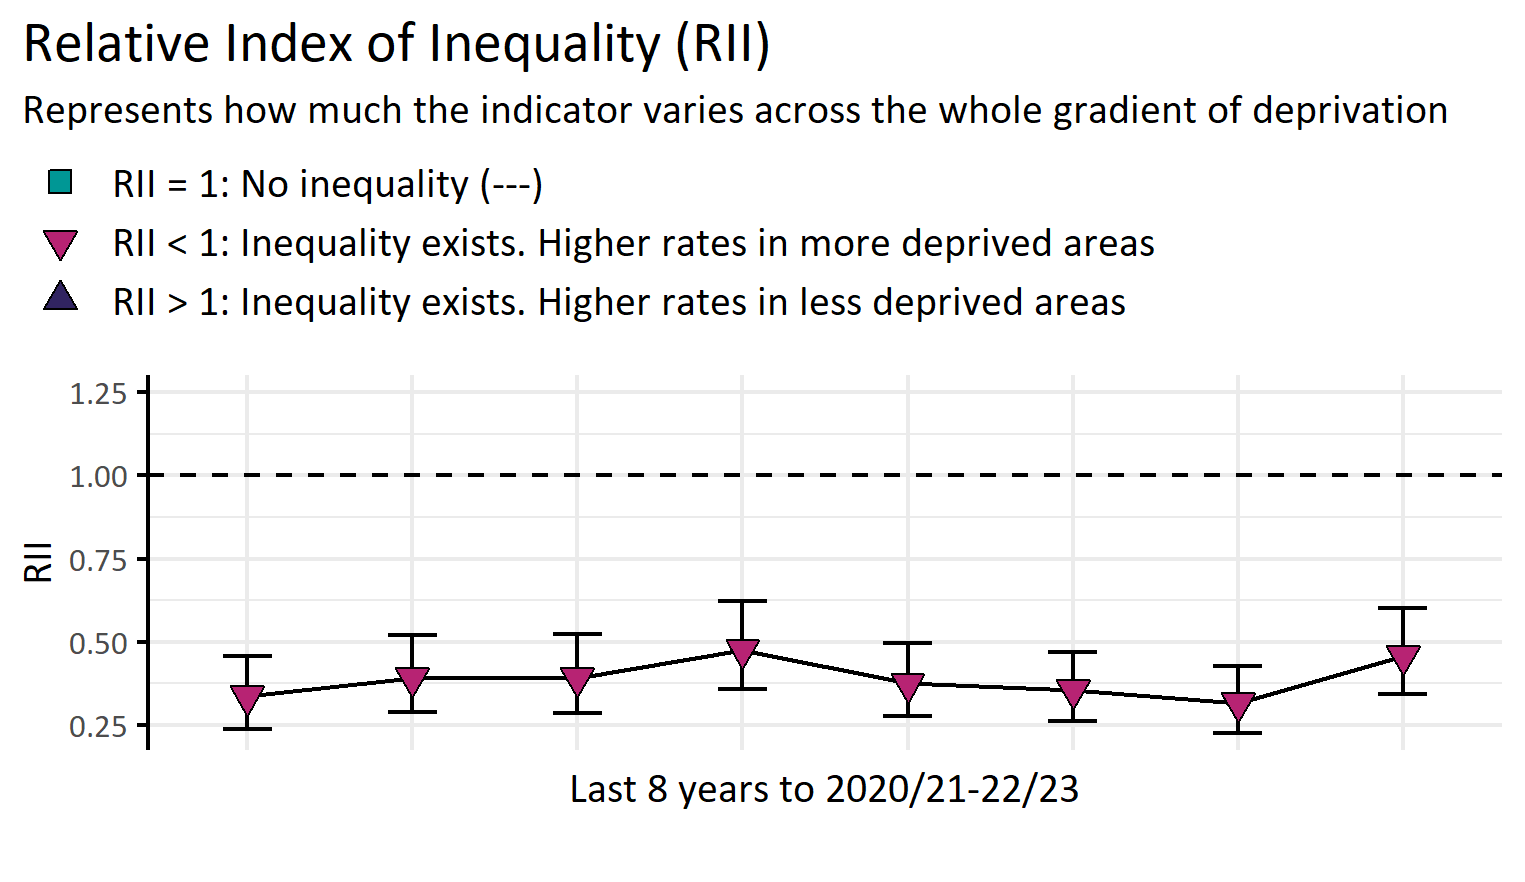 Relative Index of Inequality (RII)
Represents how much the indicator varies across the whole gradient of deprivation
RII = 1: No inequality (---)
RII < 1: Inequality exists. Higher rates in more deprived areas
RII > 1: Inequality exists. Higher rates in less deprived areas
1.25
1.00
0.75
0.50
0.25
RII
Last 8 years to 2020/21-22/23